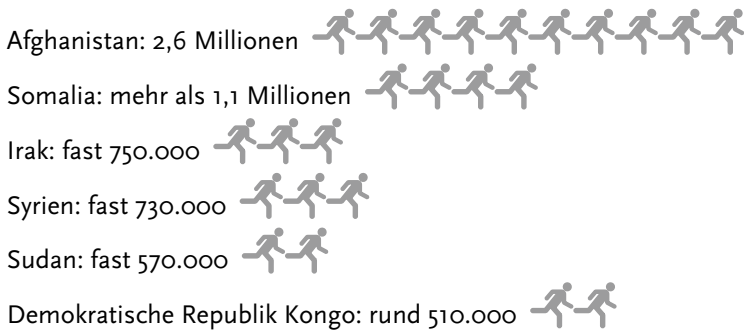 Afghanistan: 2,6 Millionen
Somalia: mehr als 1,1 Millionen
Irak: fast 750.000
Syrien: fast 730.000
Sudan: fast 570.000
Demokratische Republik Kongo: rund 510.000